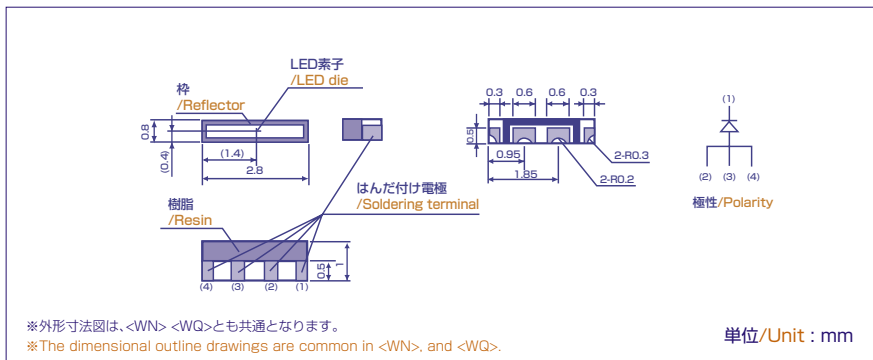 LED素子
/LED die
枠
/Reflector
0.8
(0.4)
(1.4)
2.8
0.3 0.6 0.6 0.3
0.5
0.95
1.85
2-R0.3
2-R0.2
(1)
(2) (3) (4)
極性/Polarity
はんだ付け電極
/Soldering terminal
樹脂
/Resin
0.5
1
(4) (3) (2) (1)
※外形寸法図は、<WN> <WQ>とも共通となります。
※The dimensional outline drawings are common in <WN>, and <WQ>.
単位/Unit : mm